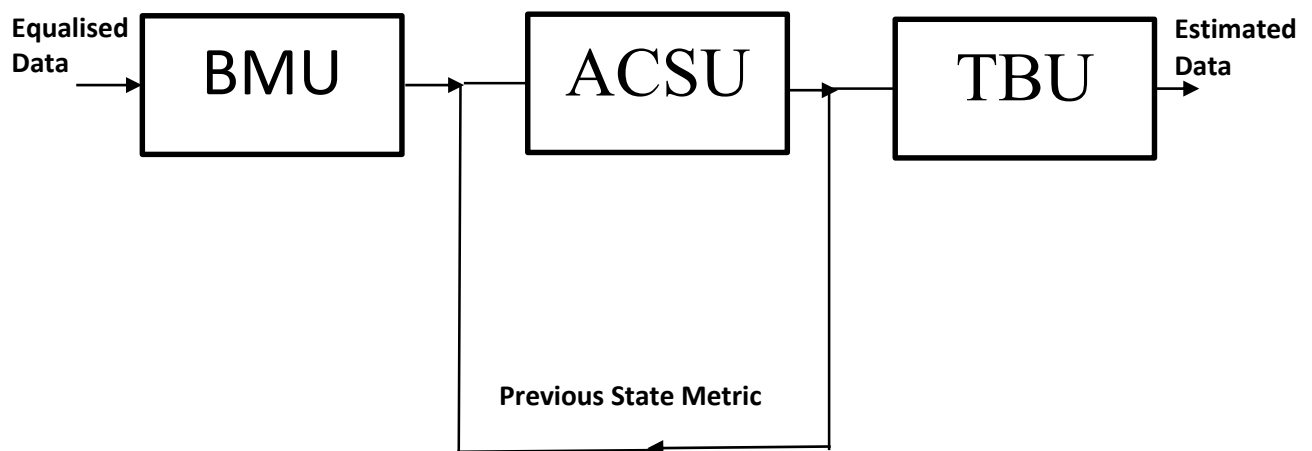 Equalised
Data
BMU
ACSU
TBU
Estimated
Data
Previous State Metric